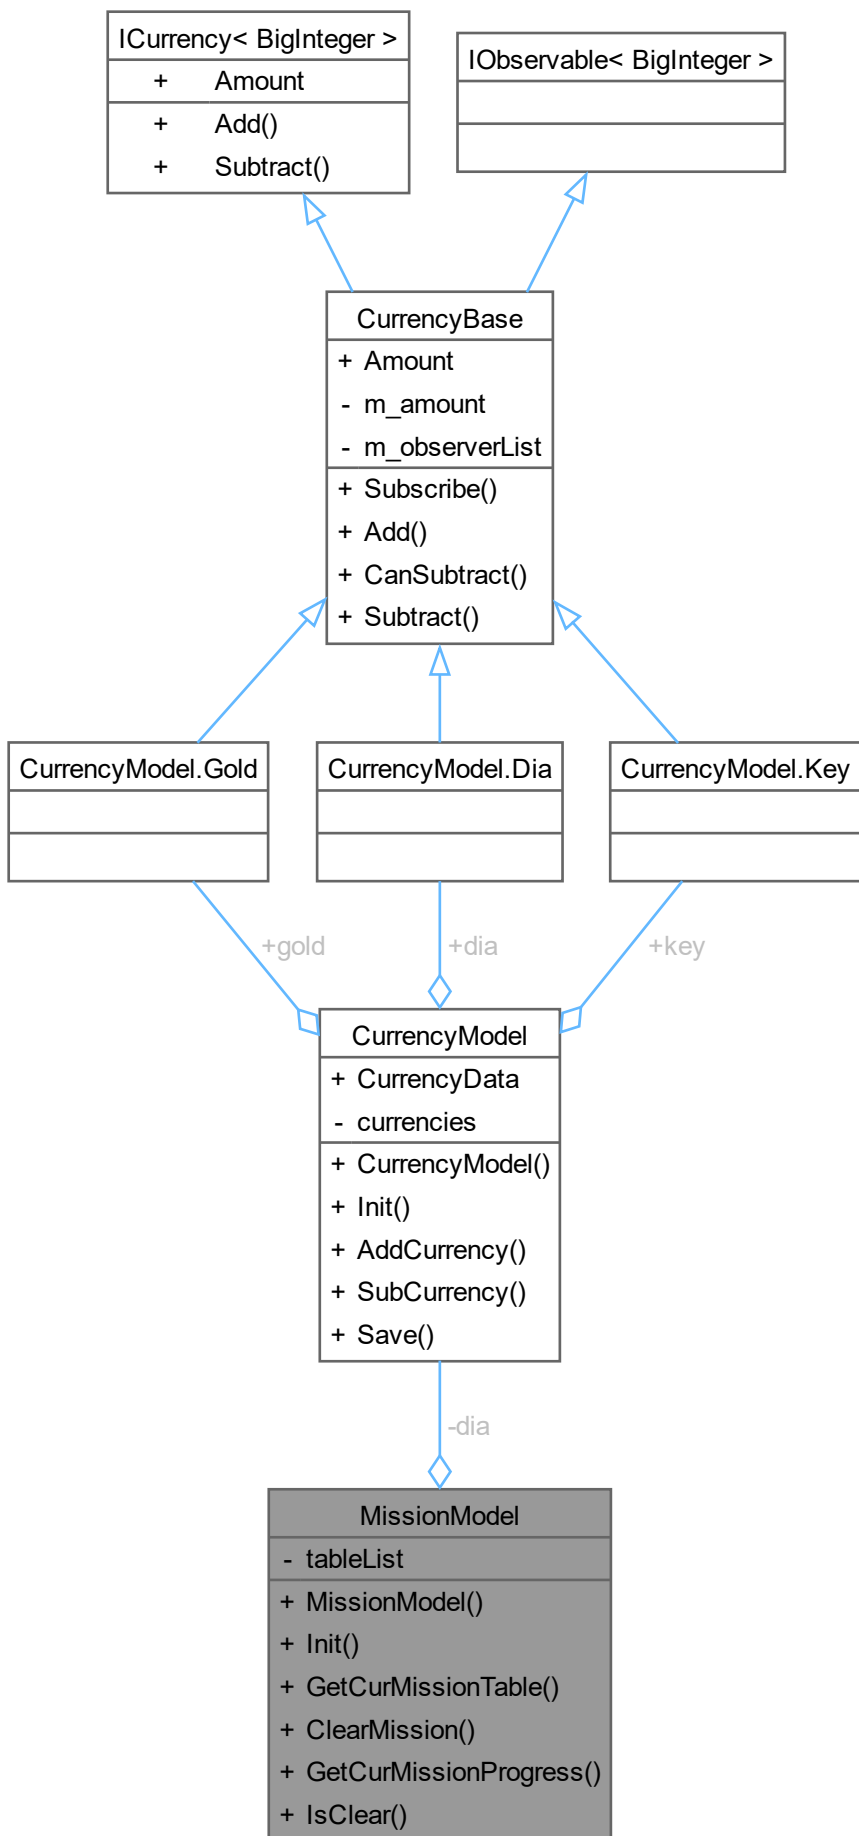 ICurrency< BigInteger >
+ Amount
+ Add()
+ Subtract()
IObservable< BigInteger >
CurrencyBase
+ Amount
- m_amount
- m_observerList
+ Subscribe()
+ Add()
+ CanSubtract()
+ Subtract()
CurrencyModel.Gold
CurrencyModel.Dia
CurrencyModel.Key
+gold
+dia
+key
CurrencyModel
+ CurrencyData
- currencies
+ CurrencyModel()
+ Init()
+ AddCurrency()
+ SubCurrency()
+ Save()
-dia
MissionModel
- tableList
+ MissionModel()
+ Init()
+ GetCurMissionTable()
+ ClearMission()
+ GetCurMissionProgress()
+ IsClear()